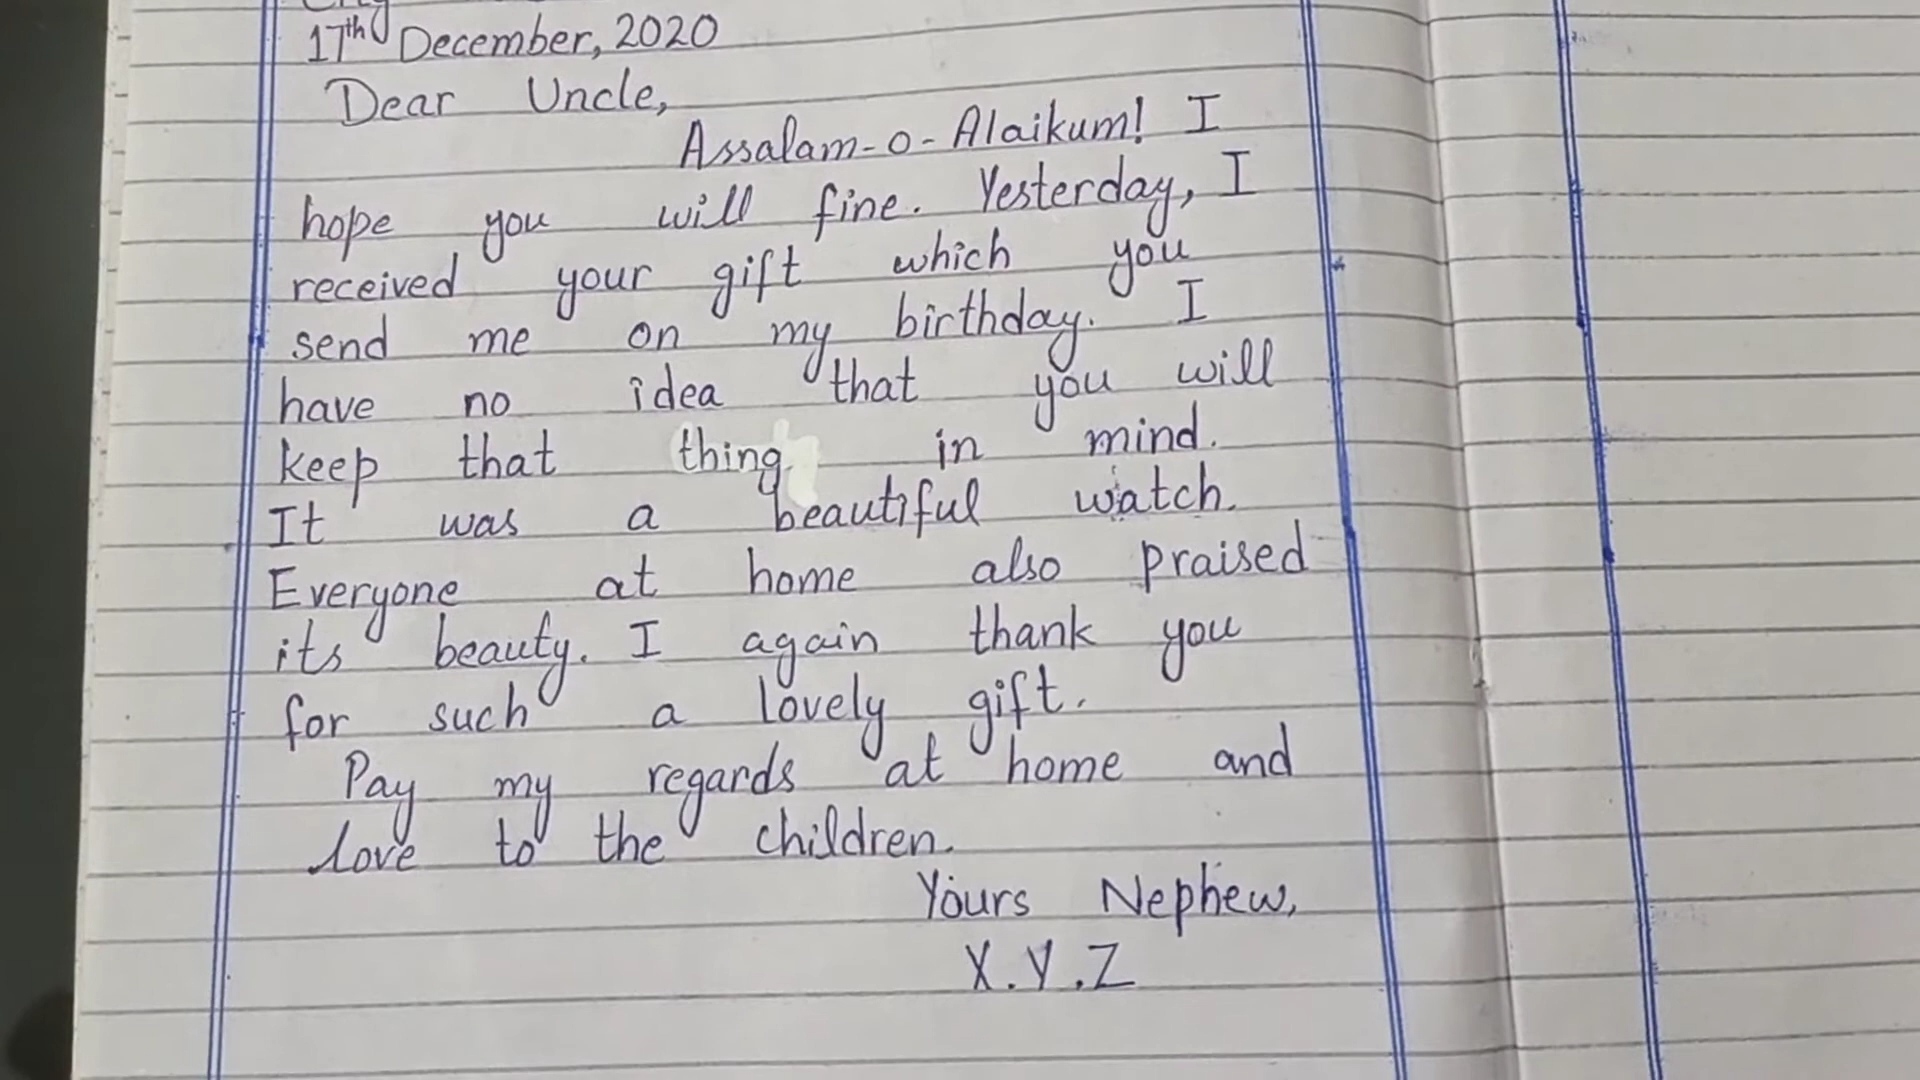 17th December, 2020
Dear Uncle,
Assalam-o-Alaikum! I
hope you will fine. Yesterday, I
received your gift which you
send me on my birthday. I
have no idea that you will
keep that thing in mind.
It was a beautiful watch.
Everyone at home also praised
its beauty. I again thank you
for such a lovely gift.
Pay my regards at home and
love to the children.
Yours Nephew,
X.Y.Z